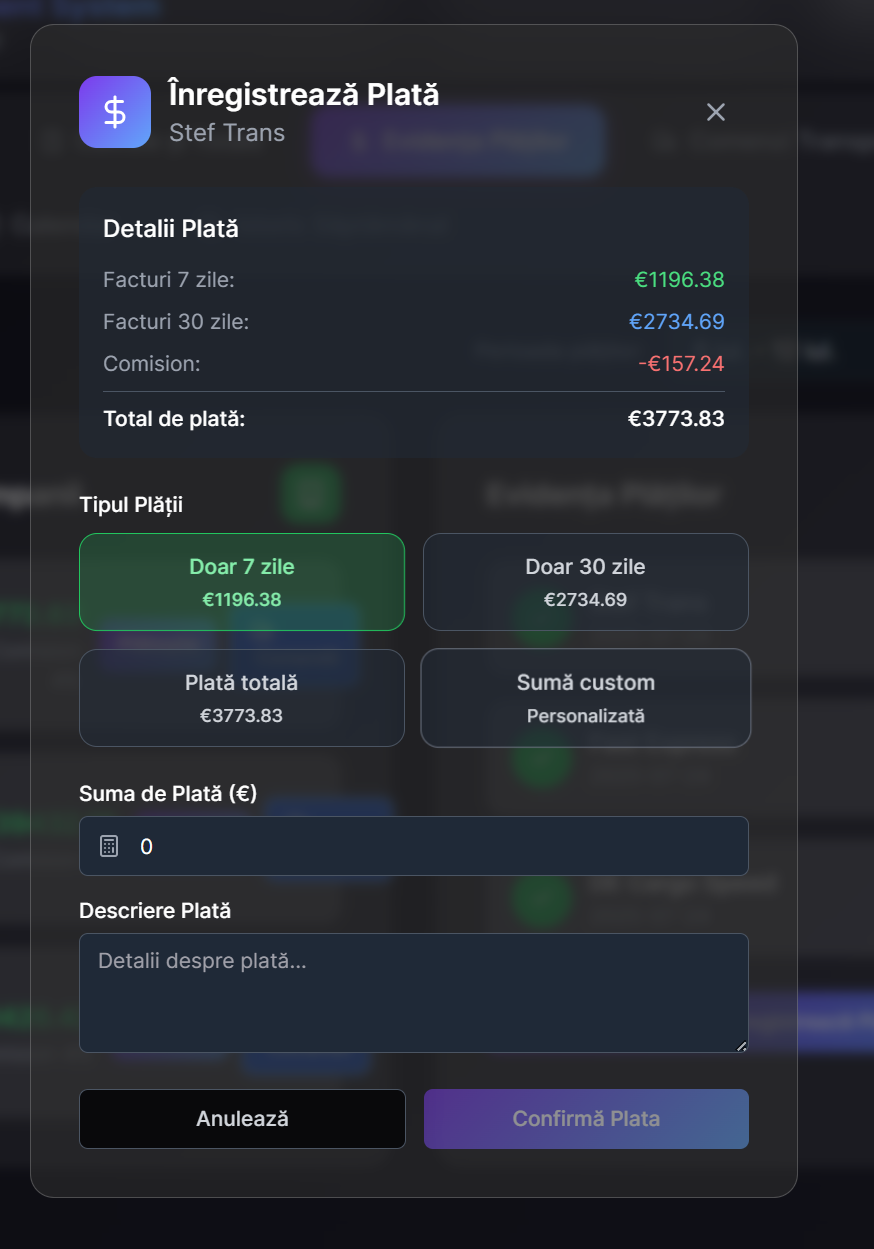 Înregistrează Plată
Stef Trans
Detalii Plată
Facturi 7 zile: €1196.38
Facturi 30 zile: €2734.69
Comision: -€157.24
Total de plată: €3773.83
Tipul Plății
Doar 7 zile
€1196.38
Doar 30 zile
€2734.69
Plată totală
€3773.83
Sumă custom
Personalizată
Suma de Plată (€)
0
Descriere Plată
Detalii despre plată...
Anulează
Confirmă Plata